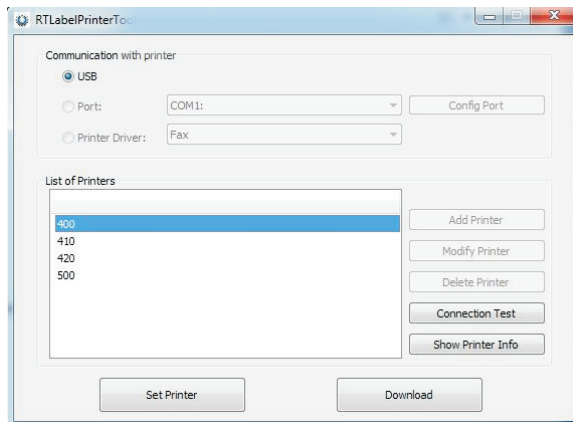 RTLabelPrinterTool
Communication with printer
USB
Port: COM1: Config Port
Printer Driver: Fax
List of Printers
400
410
420
500
Add Printer
Modify Printer
Delete Printer
Connection Test
Show Printer Info
Set Printer Download